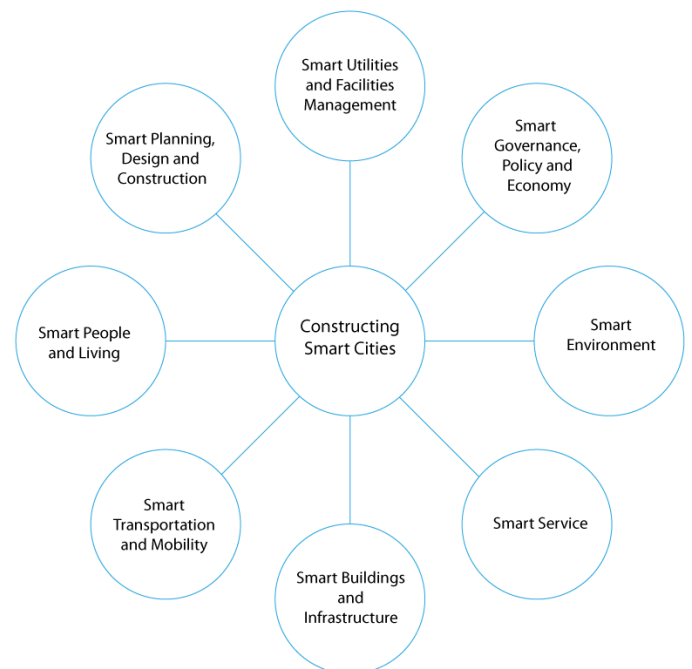 Smart Utilities
and Facilities
Management
Smart Planning,
Design and
Construction
Smart
Governance,
Policy and
Economy
Smart People
and Living
Constructing
Smart Cities
Smart
Environment
Smart
Transportation
and Mobility
Smart Service
Smart Buildings
and
Infrastructure